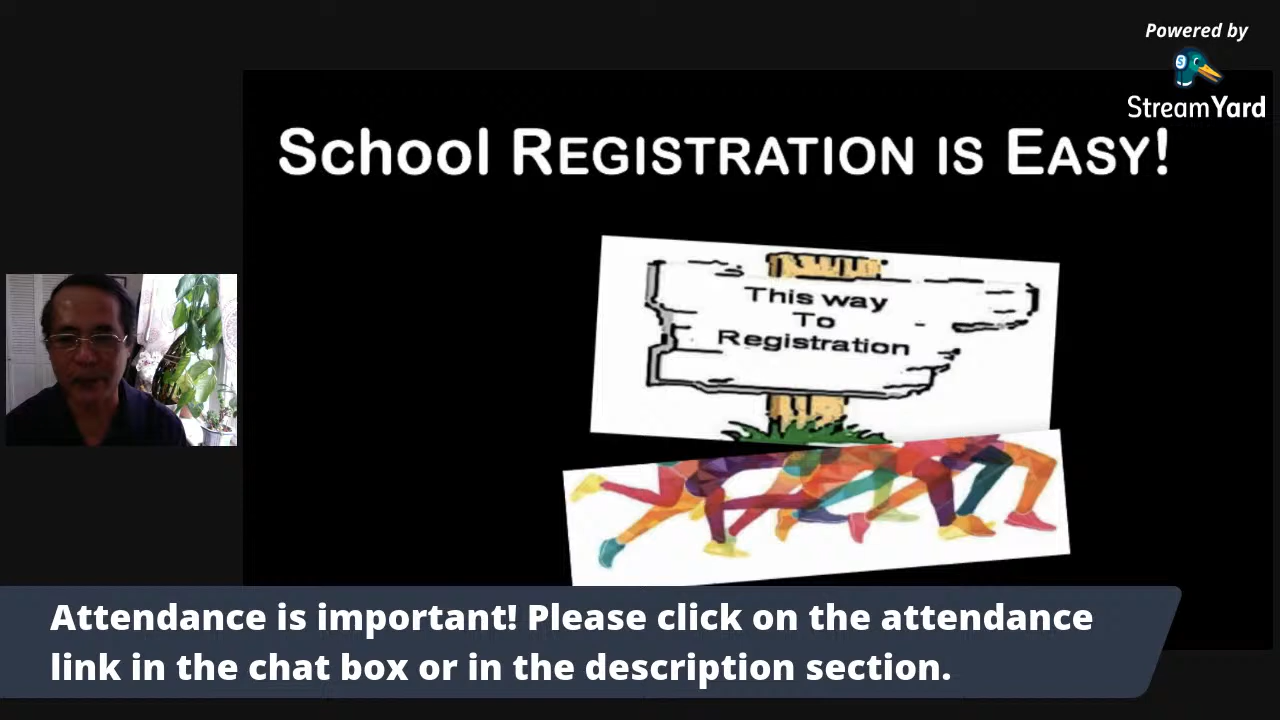 Powered by
StreamYard
School REGISTRATION IS EASY!
This way
To
Registration
Attendance is important! Please click on the attendance
link in the chat box or in the description section.